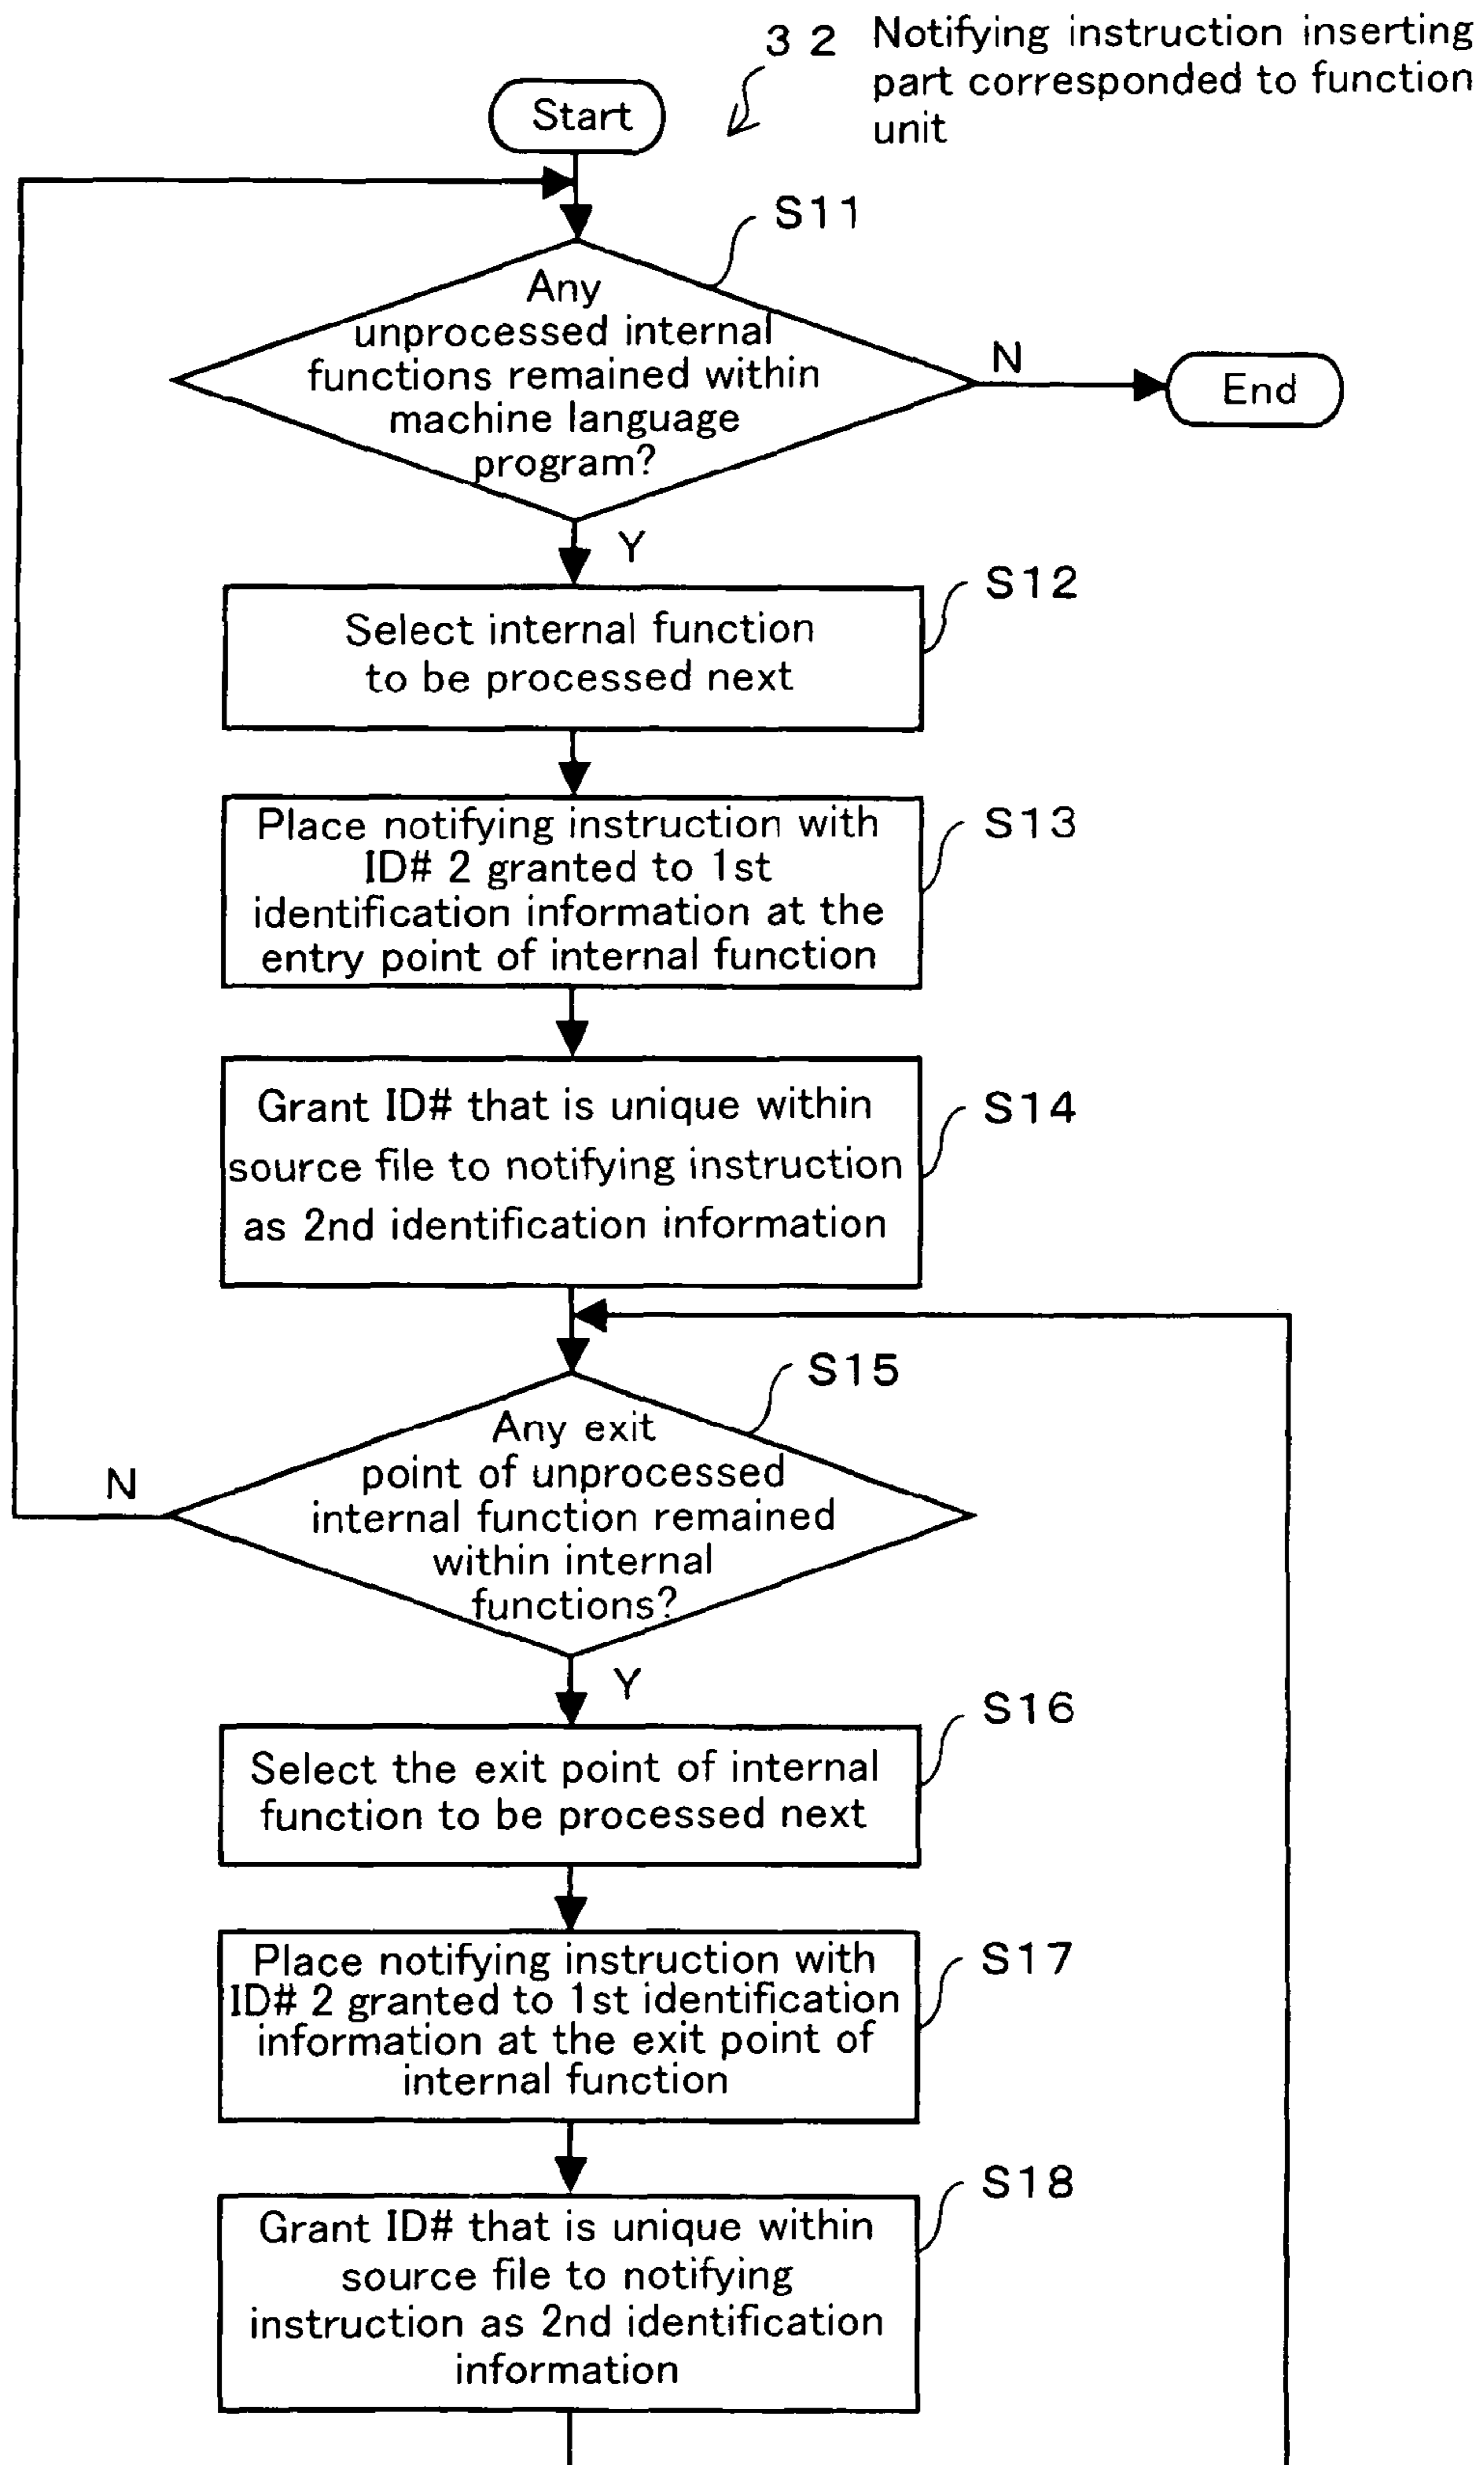 32 Notifying instruction inserting
part corresponded to function
unit
Start
S11
Any
unprocessed internal
functions remained within
machine language
program?
N
End
Y
S12
Select internal function
to be processed next
S13
Place notifying instruction with
ID# 2 granted to 1st
identification information at the
entry point of internal function
S14
Grant ID# that is unique within
source file to notifying instruction
as 2nd identification information
S15
Any exit
point of unprocessed
internal function remained
within internal
functions?
N
Y
S16
Select the exit point of internal
function to be processed next
S17
Place notifying instruction with
ID# 2 granted to 1st identification
information at the exit point of
internal function
S18
Grant ID# that is unique within
source file to notifying
instruction as 2nd identification
information